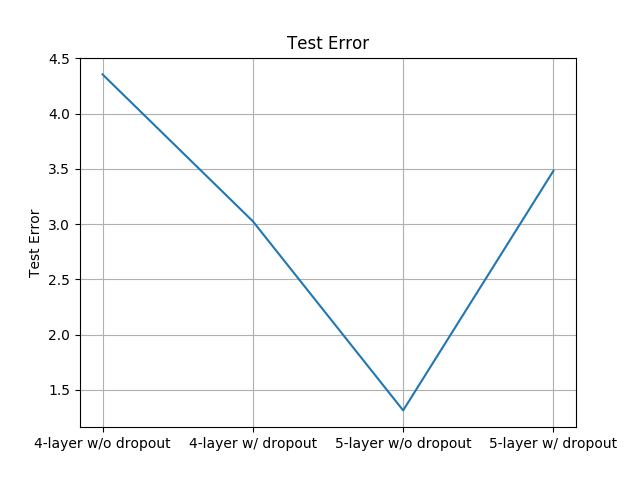 Test Error
4.5
4.0
3.5
3.0
2.5
2.0
1.5
Test Error
4-layer w/o dropout
4-layer w/ dropout
5-layer w/o dropout
5-layer w/ dropout